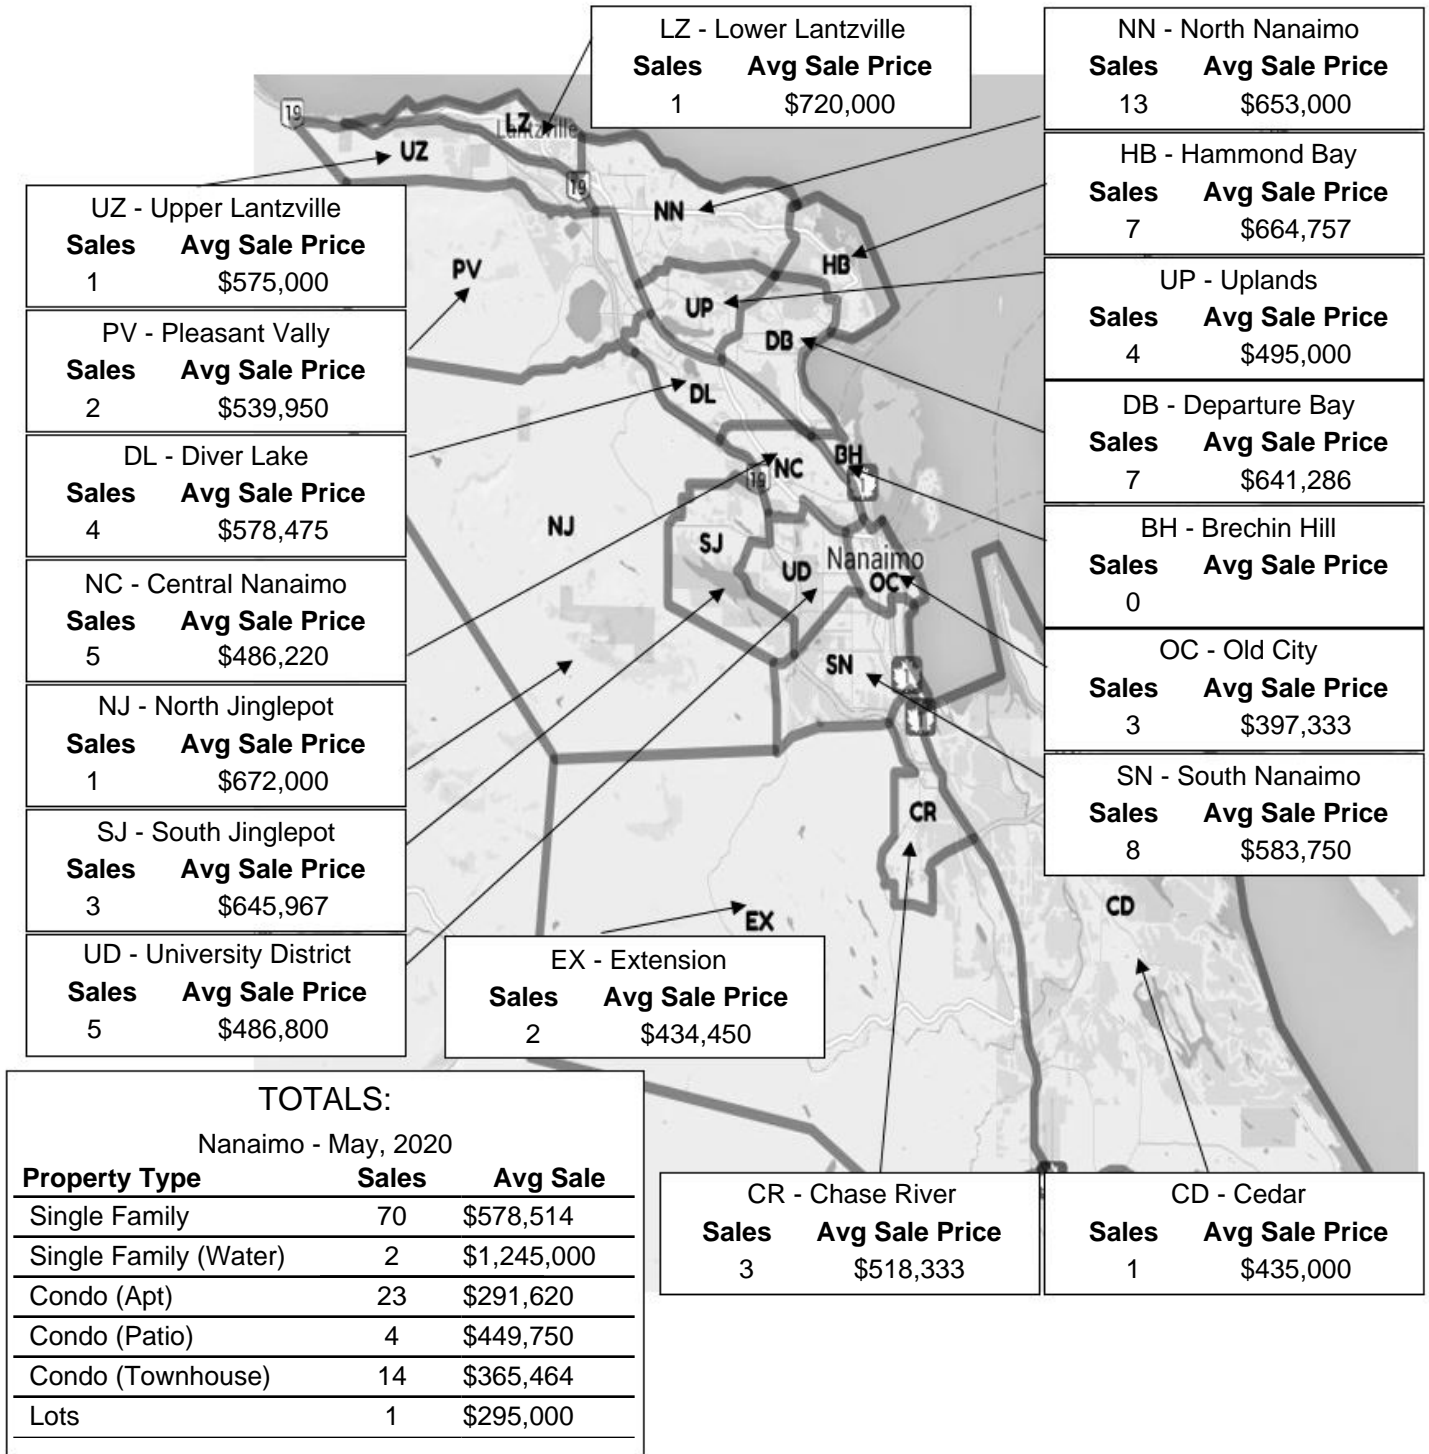 LZ - Lower Lantzville
Sales Avg Sale Price
1 $720,000
NN - North Nanaimo
Sales Avg Sale Price
13 $653,000
HB - Hammond Bay
Sales Avg Sale Price
7 $664,757
UP - Uplands
Sales Avg Sale Price
4 $495,000
DB - Departure Bay
Sales Avg Sale Price
7 $641,286
BH - Brechin Hill
Sales Avg Sale Price
0
OC - Old City
Sales Avg Sale Price
3 $397,333
SN - South Nanaimo
Sales Avg Sale Price
8 $583,750
UZ - Upper Lantzville
Sales Avg Sale Price
1 $575,000
PV - Pleasant Vally
Sales Avg Sale Price
2 $539,950
DL - Diver Lake
Sales Avg Sale Price
4 $578,475
NC - Central Nanaimo
Sales Avg Sale Price
5 $486,220
NJ - North Jinglepot
Sales Avg Sale Price
1 $672,000
SJ - South Jinglepot
Sales Avg Sale Price
3 $645,967
UD - University District
Sales Avg Sale Price
5 $486,800
EX - Extension
Sales Avg Sale Price
2 $434,450
CR - Chase River
Sales Avg Sale Price
3 $518,333
CD - Cedar
Sales Avg Sale Price
1 $435,000
19
LZ
Lantzville
UZ
19
NN
PV
HB
UP
DB
DL
BH
NC
19
1
NJ
SJ
Nanaimo
UD
OC
SN
CR
CD
EX
TOTALS:
Nanaimo - May, 2020
Property Type Sales Avg Sale
Single Family 70 $578,514
Single Family (Water) 2 $1,245,000
Condo (Apt) 23 $291,620
Condo (Patio) 4 $449,750
Condo (Townhouse) 14 $365,464
Lots 1 $295,000